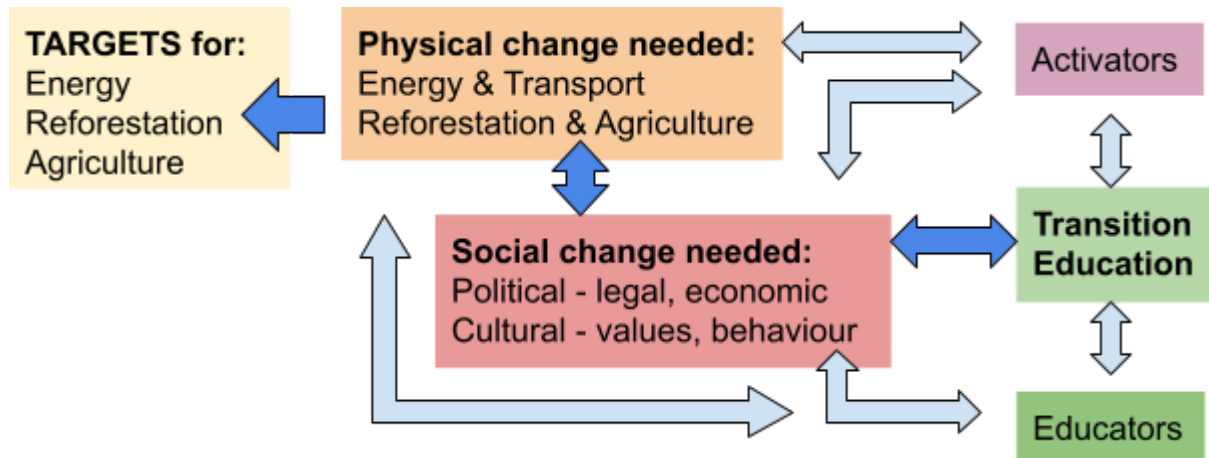 TARGETS for:
Energy
Reforestation
Agriculture
Physical change needed:
Energy & Transport
Reforestation & Agriculture
Activators
Social change needed:
Political - legal, economic
Cultural - values, behaviour
Transition
Education
Educators